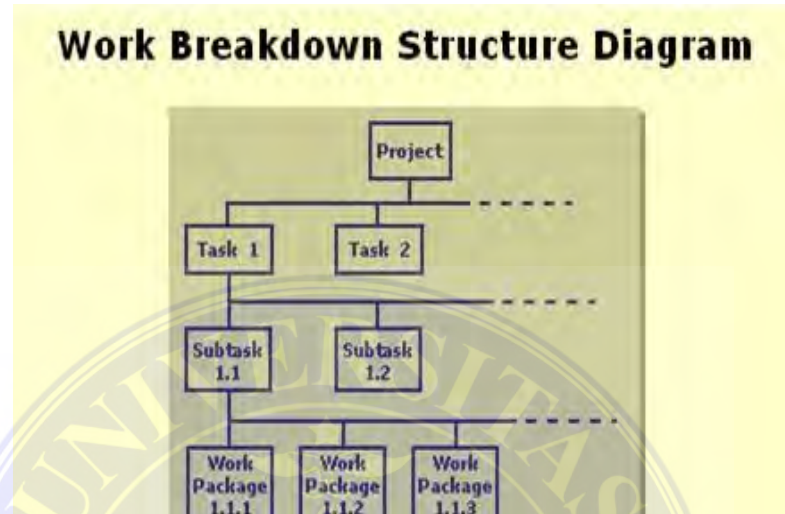 Work Breakdown Structure Diagram
Project
Task 1
Task 2
Subtask
1.1
Subtask
1.2
Work
Package
1.1.1
Work
Package
1.1.2
Work
Package
1.1.3
UNIVERSITAS